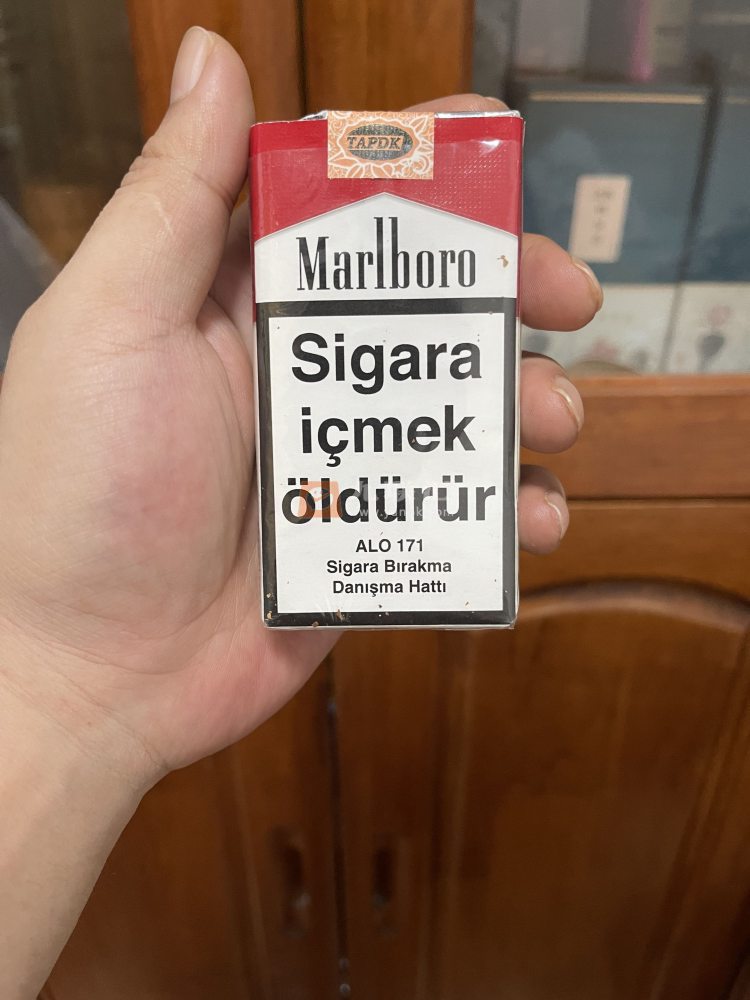 TAPDK
Marlboro
Sigara
içmek
öldürür
ALO 171
Sigara Bırakma
Danışma Hattı